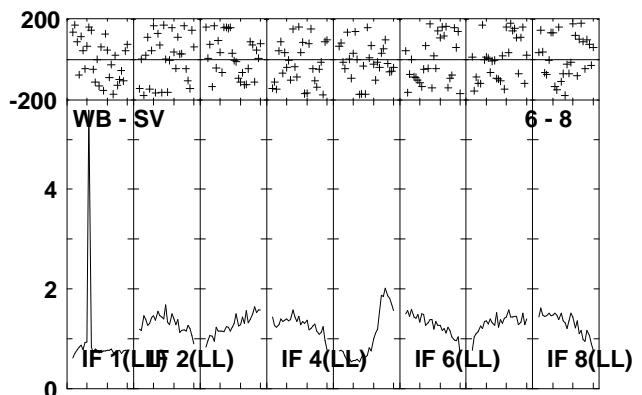 200
-200
WB - SV 6 - 8
4
2
IF 1(LL) IF 2(LL) IF 4(LL) IF 6(LL) IF 8(LL)
0